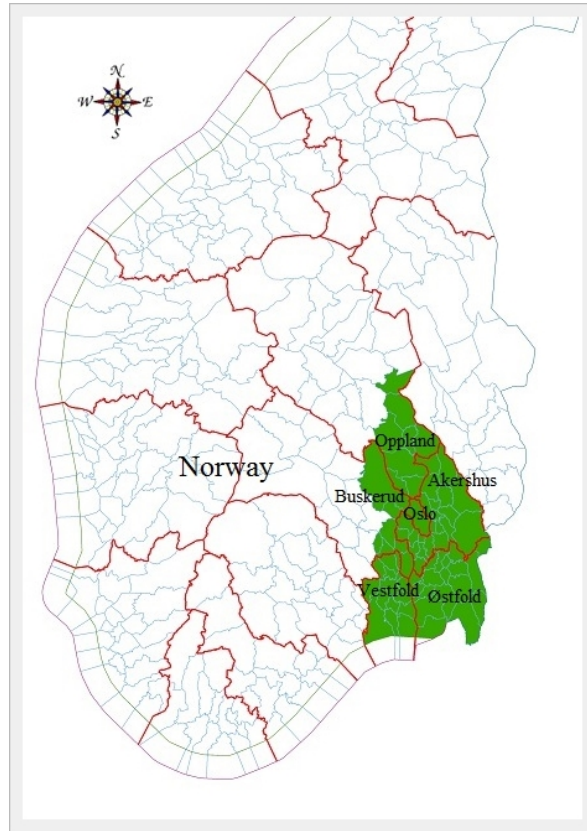 N
W E
S
Oppland
Norway
Akershus
Buskerud
Oslo
Vestfold
Østfold